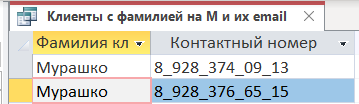 Клиенты с фамилией на М и их email
Фамилия кл Контактный номер
Мурашко 8_928_374_09_13
Мурашко 8_928_376_65_15